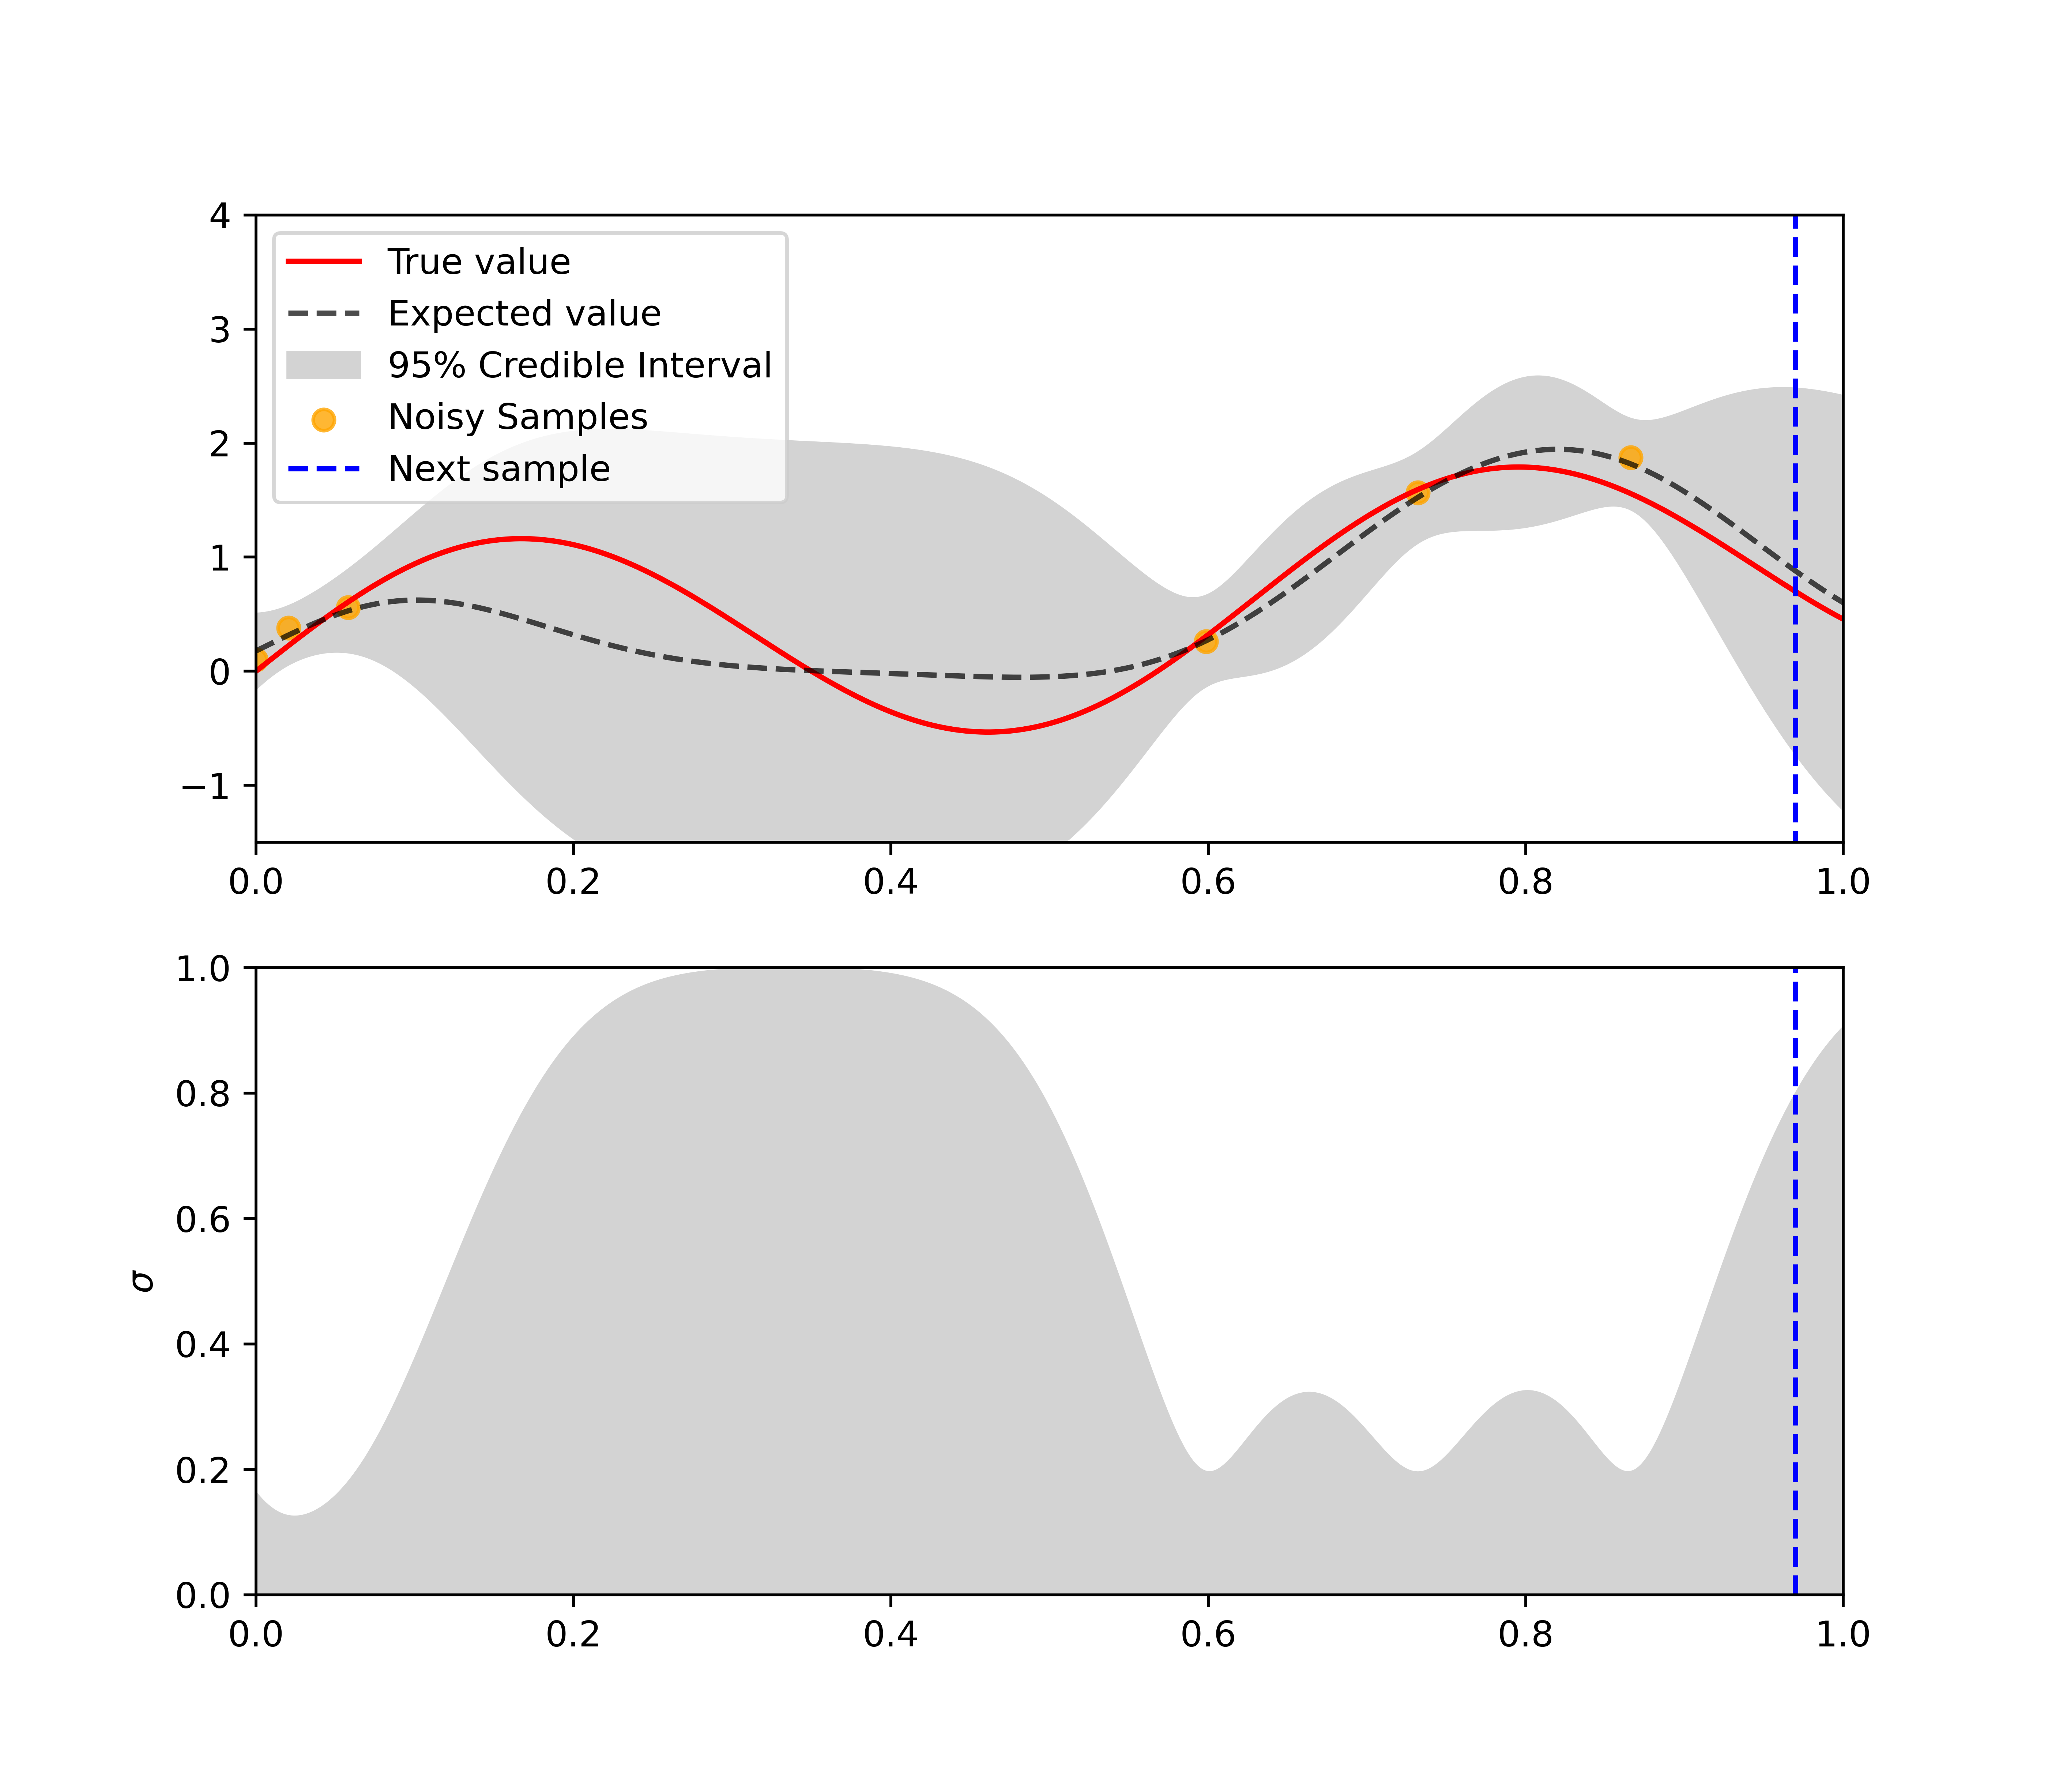 4
3
2
1
0
−1
True value
Expected value
95% Credible Interval
Noisy Samples
Next sample
0.0 0.2 0.4 0.6 0.8 1.0
1.0
0.8
0.6
0.4
0.2
0.0
σ
0.0 0.2 0.4 0.6 0.8 1.0